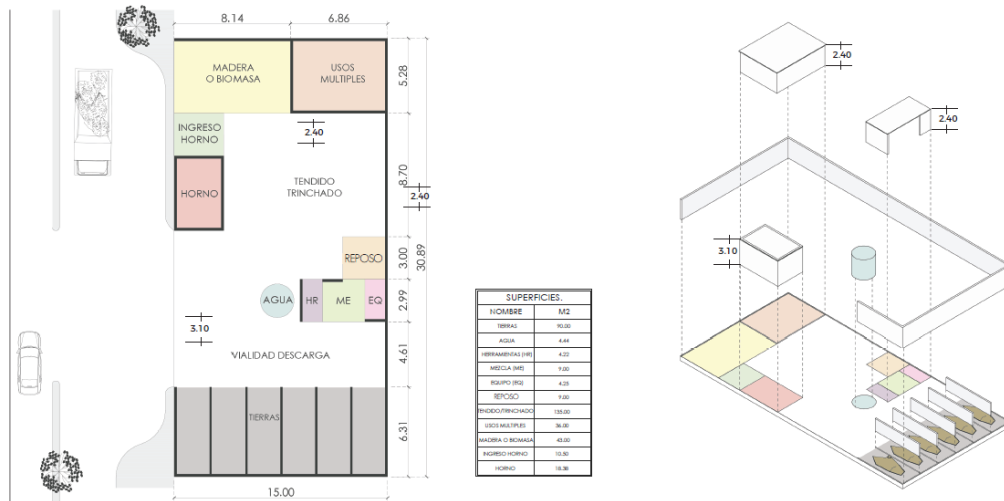 8.14
6.86
MADERA
O BIOMASA
USOS
MULTIPLES
5.28
INGRESO
HORNO
2.40
8.70
HORNO
TENDIDO
TRINCHADO
2.40
REPOSO
3.00
30.89
AGUA
HR
ME
EQ
2.99
3.10
VIALIDAD DESCARGA
4.61
TIERRAS
6.31
15.00
SUPERFICIES.
NOMBRE M2
TIERRAS 90.00
AGUA 4.44
HERRAMIENTAS (HR) 4.22
MEZCLA (ME) 9.00
EQUIPO (EQ) 4.25
REPOSO 9.00
TENDIDO/TRINCHADO 135.00
USOS MULTIPLES 36.00
MADERA O BIOMASA 43.00
INGRESO HORNO 10.50
HORNO 18.38
2.40
2.40
3.10